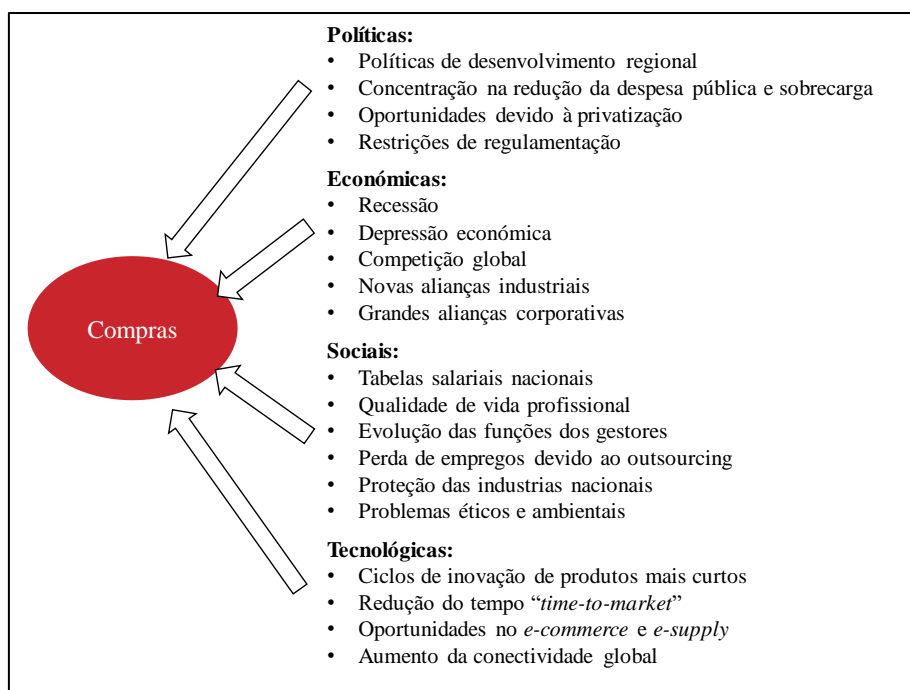 Políticas:
• Políticas de desenvolvimento regional
• Concentração na redução da despesa pública e sobrecarga
• Oportunidades devido à privatização
• Restrições de regulamentação
Económicas:
• Recessão
• Depressão económica
• Competição global
• Novas alianças industriais
• Grandes alianças corporativas
Compras
Sociais:
• Tabelas salariais nacionais
• Qualidade de vida profissional
• Evolução das funções dos gestores
• Perda de empregos devido ao outsourcing
• Proteção das industrias nacionais
• Problemas éticos e ambientais
Tecnológicas:
• Ciclos de inovação de produtos mais curtos
• Redução do tempo “time-to-market”
• Oportunidades no e-commerce e e-supply
• Aumento da conectividade global